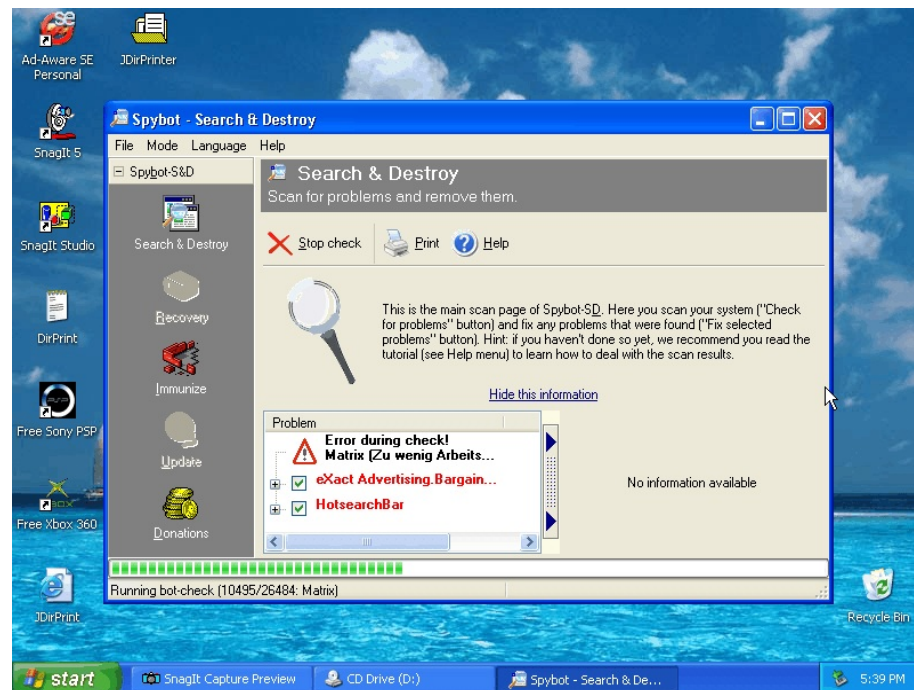 Ad-Aware SE
Personal
JDirPrinter
SnagIt 5
SnagIt Studio
DirPrint
Free Sony PSP
Free Xbox 360
JDirPrint
Spybot - Search & Destroy
File Mode Language Help
Spybot-S&D
Search & Destroy
Recovery
Immunize
Update
Donations
Search & Destroy
Scan for problems and remove them.
Stop check Print Help
This is the main scan page of Spybot-SD. Here you scan your system ("Check
for problems" button) and fix any problems that were found ("Fix selected
problems" button). Hint: if you haven't done so yet, we recommend you read the
tutorial (see Help menu) to learn how to deal with the scan results.
Hide this information
Problem
Error during check!
Matrix (Zu wenig Arbeits...
eXact Advertising.Bargain...
HotsearchBar
No information available
Running bot-check (10495/26484: Matrix)
Recycle Bin
start SnagIt Capture Preview CD Drive (D:) Spybot - Search & De... 5:39 PM